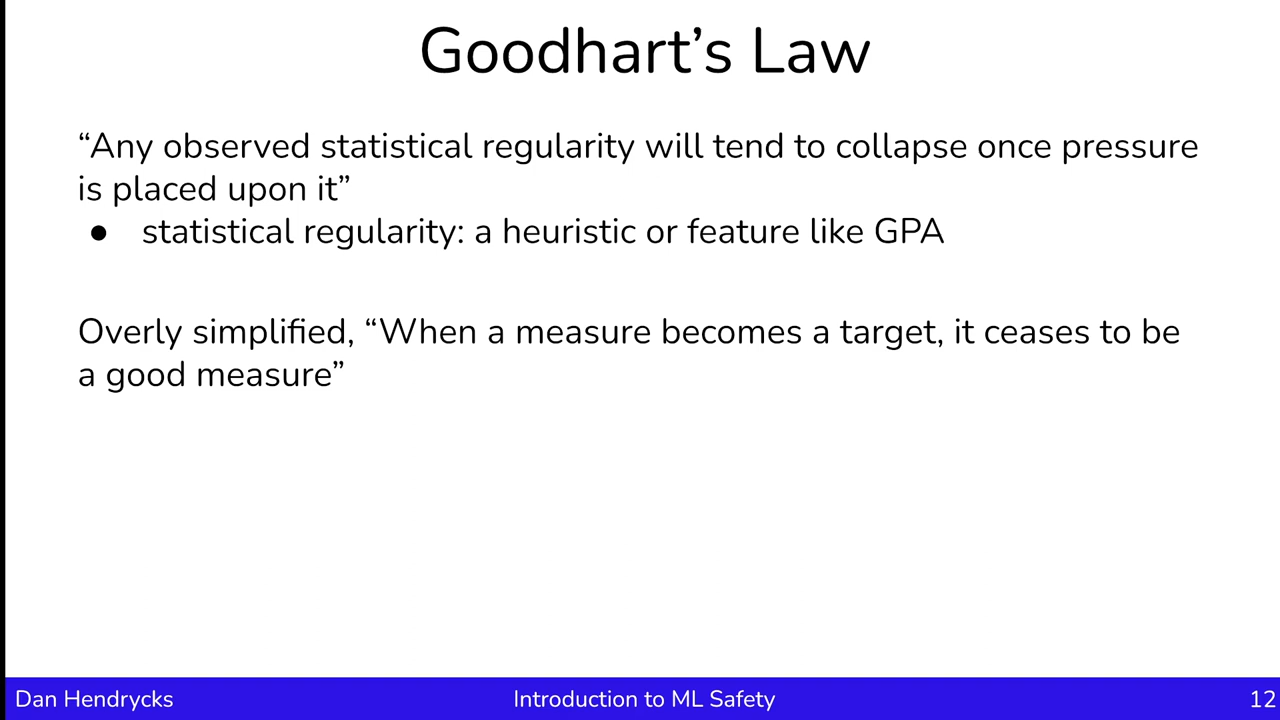 Goodhart’s Law
“Any observed statistical regularity will tend to collapse once pressure
is placed upon it”
● statistical regularity: a heuristic or feature like GPA
Overly simplified, “When a measure becomes a target, it ceases to be
a good measure”
Dan Hendrycks
Introduction to ML Safety
12